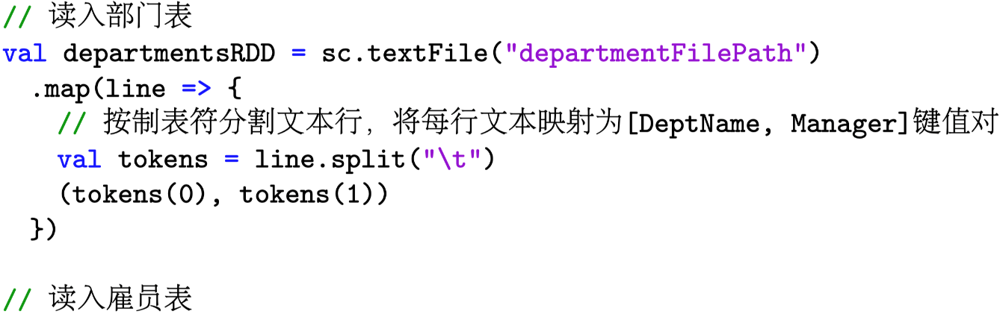 // 读入部门表
val departmentsRDD = sc.textFile("departmentFilePath")
  .map(line => {
    // 按制表符分割文本行，将每行文本映射为[DeptName, Manager]键值对
    val tokens = line.split("\t")
    (tokens(0), tokens(1))
  })
// 读入雇员表